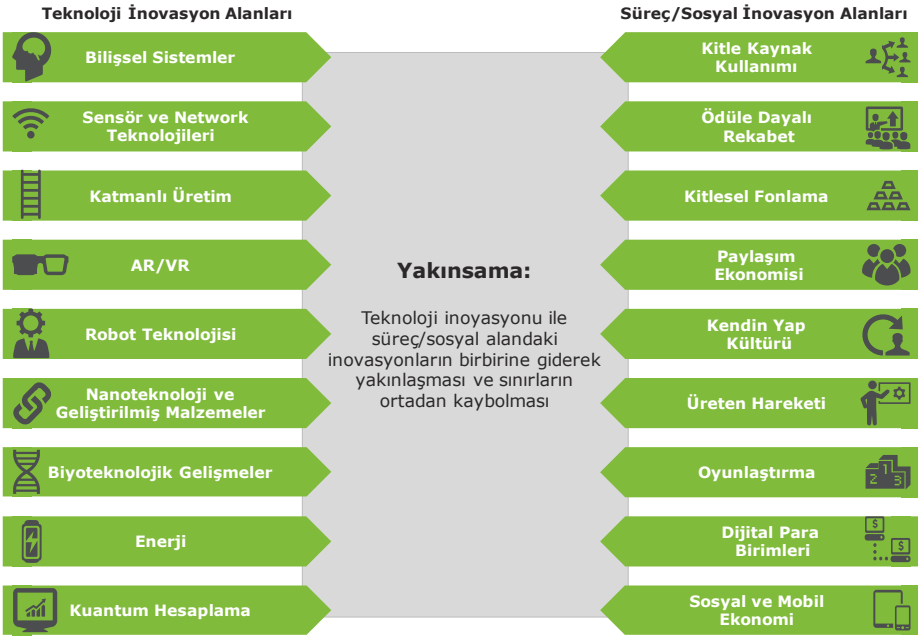 Teknoloji İnovasyon Alanları
Bilişsel Sistemler
Sensör ve Network
Teknolojileri
Katmanlı Üretim
AR/VR
Robot Teknolojisi
Nanoteknoloji ve
Geliştirilmiş Malzemeler
Biyoteknolojik Gelişmeler
Enerji
Kuantum Hesaplama
Yakınsama:
Teknoloji inoyasyonu ile
süreç/sosyal alandaki
inovasyonların birbirine giderek
yakınlaşması ve sınırların
ortadan kaybolması
Süreç/Sosyal İnovasyon Alanları
Kitle Kaynak
Kullanımı
Ödüle Dayalı
Rekabet
Kitlesel Fonlama
Paylaşım
Ekonomisi
Kendin Yap
Kültürü
Üreten Hareketi
Oyunlaştırma
2 1 3
Dijital Para
Birimleri
$
$
Sosyal ve Mobil
Ekonomi